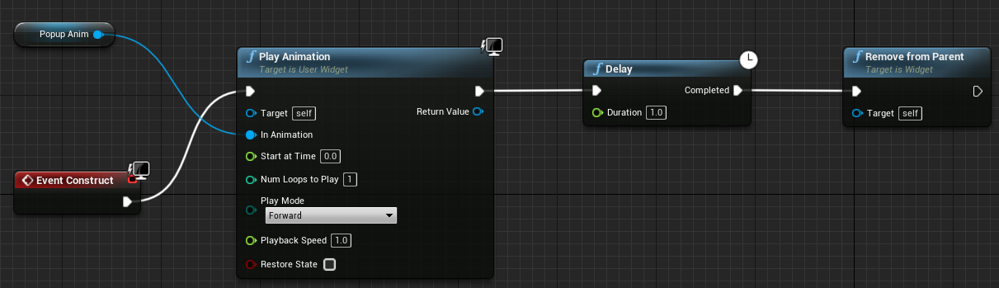 Popup Anim
Event Construct
f Play Animation
Target is User Widget
Target self
Return Value
In Animation
Start at Time 0.0
Num Loops to Play 1
Play Mode
Forward
Playback Speed 1.0
Restore State
f Delay
Completed
Duration 1.0
f Remove from Parent
Target is Widget
Target self